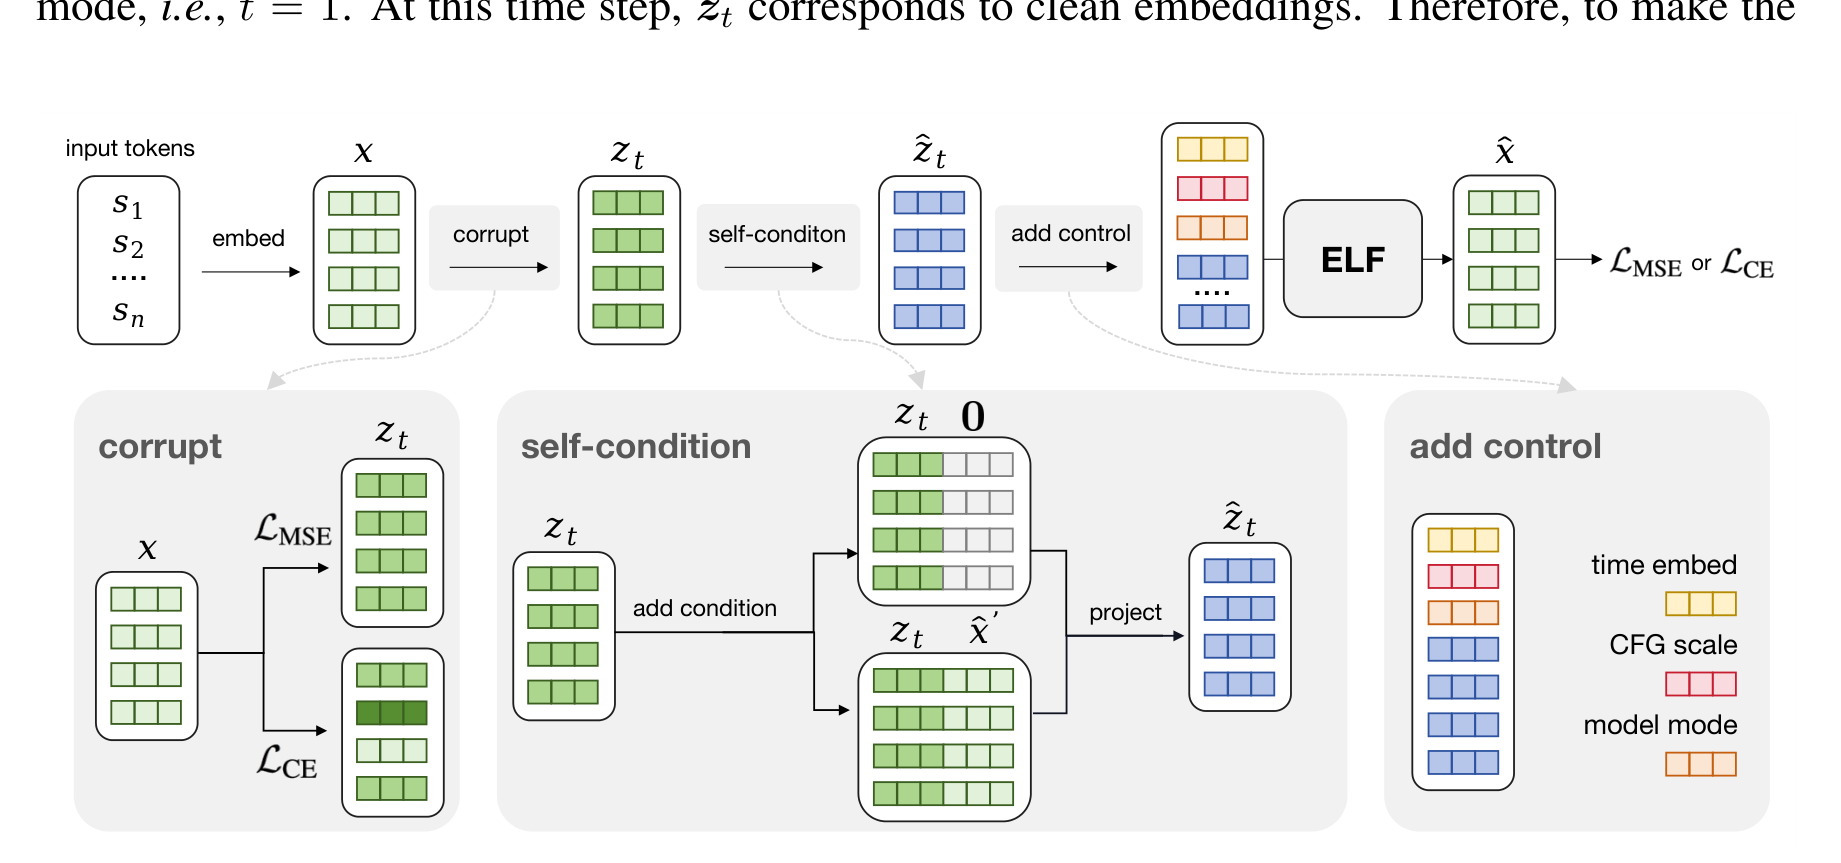 mode, i.e., t = 1. At this time step, z_t corresponds to clean embeddings. Therefore, to make the
input tokens
s_1
s_2
....
s_n
embed
x
corrupt
z_t
self-conditon
ẑ_t
add control
....
ELF
x̂
ℒ_MSE or ℒ_CE
corrupt
x
ℒ_MSE
z_t
ℒ_CE
self-condition
z_t
add condition
z_t 0
z_t x̂′
project
ẑ_t
add control
time embed
CFG scale
model mode